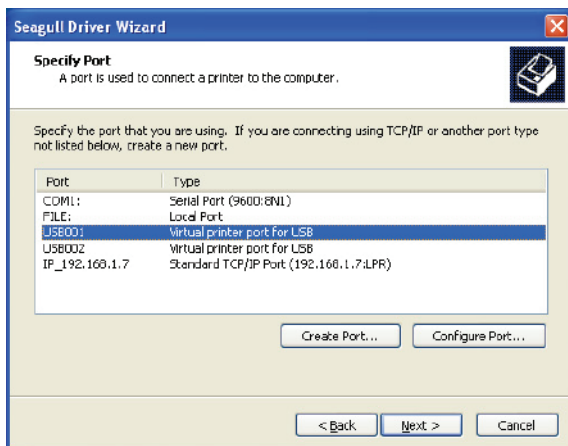 Seagull Driver Wizard
Specify Port
A port is used to connect a printer to the computer.
Specify the port that you are using. If you are connecting using TCP/IP or another port type
not listed below, create a new port.
Port Type
COM1: Serial Port (9600:8N1)
FILE: Local Port
USB001 Virtual printer port for USB
USB002 Virtual printer port for USB
IP_192.168.1.7 Standard TCP/IP Port (192.168.1.7:LPR)
Create Port... Configure Port...
< Back Next > Cancel